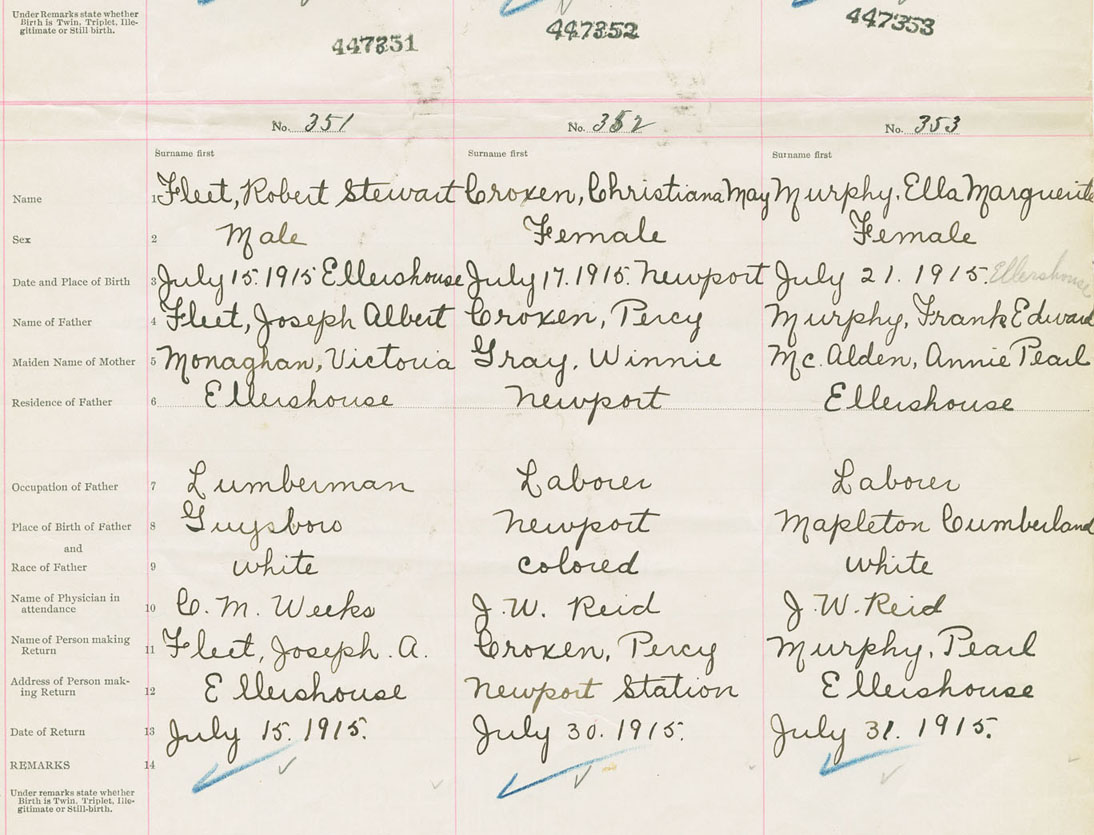 Under Remarks state whether
Birth is Twin, Triplet, Ille-
gitimate or Still birth.
447351 447352 447353
No. 351 No. 352 No. 353
Surname first Surname first Surname first
Name 1 Fleet, Robert Stewart Croxen, Christiana May Murphy, Ella Marguerite
Sex 2 Male Female Female
Date and Place of Birth 3 July 15. 1915 Ellershouse July 17. 1915. Newport July 21. 1915. Ellershouse
Name of Father 4 Fleet, Joseph Albert Croxen, Percy Murphy, Frank Edward
Maiden Name of Mother 5 Monaghan, Victoria Gray, Winnie Mc. Alden, Annie Pearl
Residence of Father 6 Ellershouse Newport Ellershouse
Occupation of Father 7 Lumberman Laborer Laborer
Place of Birth of Father 8 Guysboro Newport Mapleton Cumberland
and
Race of Father 9 white colored white
Name of Physician in
attendance 10 C. M. Weeks J. W. Reid J. W. Reid
Name of Person making
Return 11 Fleet, Joseph. A. Croxen, Percy Murphy, Pearl
Address of Person mak-
ing Return 12 Ellershouse Newport Station Ellershouse
Date of Return 13 July 15. 1915. July 30. 1915. July 31. 1915.
REMARKS 14
Under remarks state whether
Birth is Twin, Triplet, Ille-
gitimate or Still-birth.